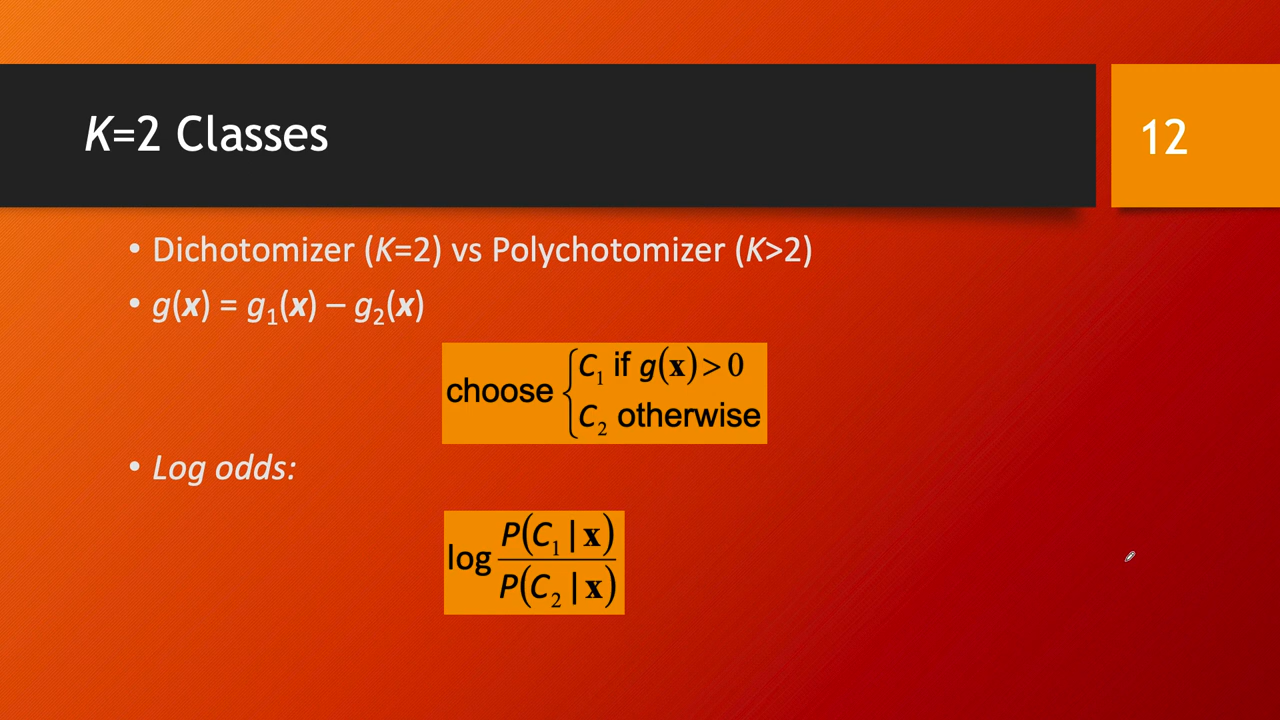 K=2 Classes
12
• Dichotomizer (K=2) vs Polychotomizer (K>2)
• g(x) = g₁(x) – g₂(x)
choose { C₁ if g(x) > 0
C₂ otherwise
• Log odds:
log P(C₁ | x)
P(C₂ | x)